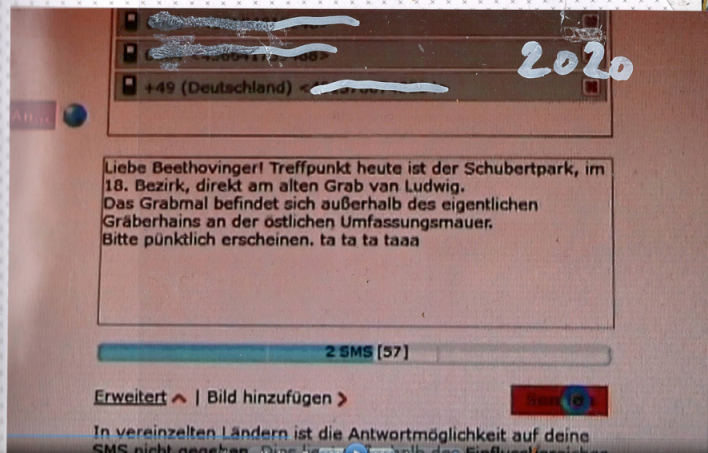 2020
+49 (Deutschland)
An...
Liebe Beethovinger! Treffpunkt heute ist der Schubertpark, im
18. Bezirk, direkt am alten Grab van Ludwig.
Das Grabmal befindet sich außerhalb des eigentlichen
Gräberhains an der östlichen Umfassungsmauer.
Bitte pünktlich erscheinen. ta ta ta taaa
2 SMS [57]
Erweitert | Bild hinzufügen
In vereinzelten Ländern ist die Antwortmöglichkeit auf deine
SMS nicht gegeben.